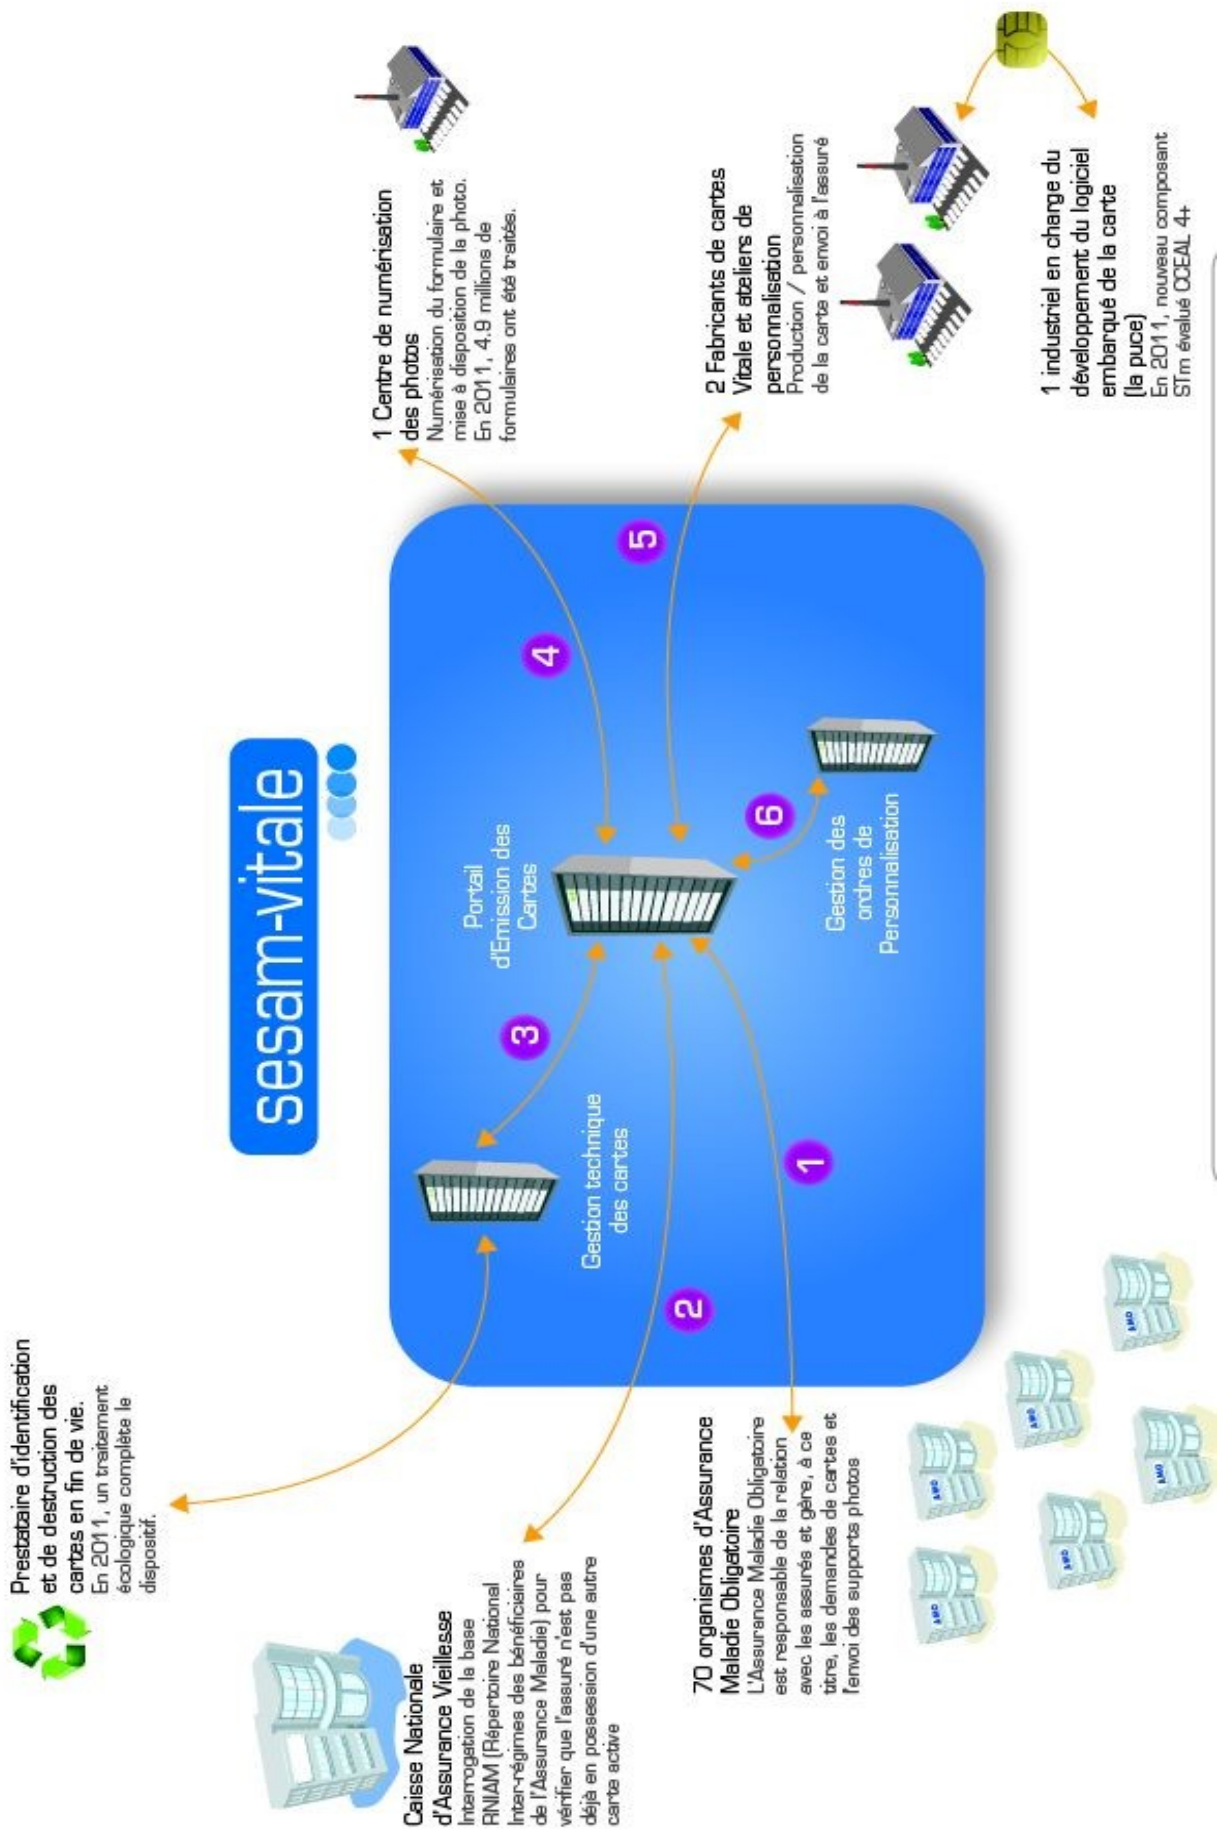 sesam-vitale
Prestataire d'identification
et de destruction des
cartes en fin de vie.
En 2011, un traitement
écologique complète le
dispositif.
Caisse Nationale
d'Assurance Vieillesse
Interrogation de la base
RNIAM (Répertoire National
Inter-régimes des bénéficiaires
de l'Assurance Maladie) pour
vérifier que l'assuré n'est pas
déjà en possession d'une autre
carte active
70 organismes d'Assurance
Maladie Obligatoire
L'Assurance Maladie Obligatoire
est responsable de la relation
avec les assurés et gère, à ce
titre, les demandes de cartes et
l'envoi des supports photos
AMO
AMO
AMO
AMO
AMO
AMO
Gestion technique
des cartes
Portail
d'Emission des
Cartes
Gestion des
ordres de
Personnalisation
1
2
3
4
5
6
1 Centre de numérisation
des photos
Numérisation du formulaire et
mise à disposition de la photo.
En 2011, 4.9 millions de
formulaires ont été traités.
2 Fabricants de cartes
Vitale et ateliers de
personnalisation
Production / personnalisation
de la carte et envoi à l'assuré
1 industriel en charge du
développement du logiciel
embarqué de la carte
(la puce)
En 2011, nouveau composant
STm évalué CCEAL 4+